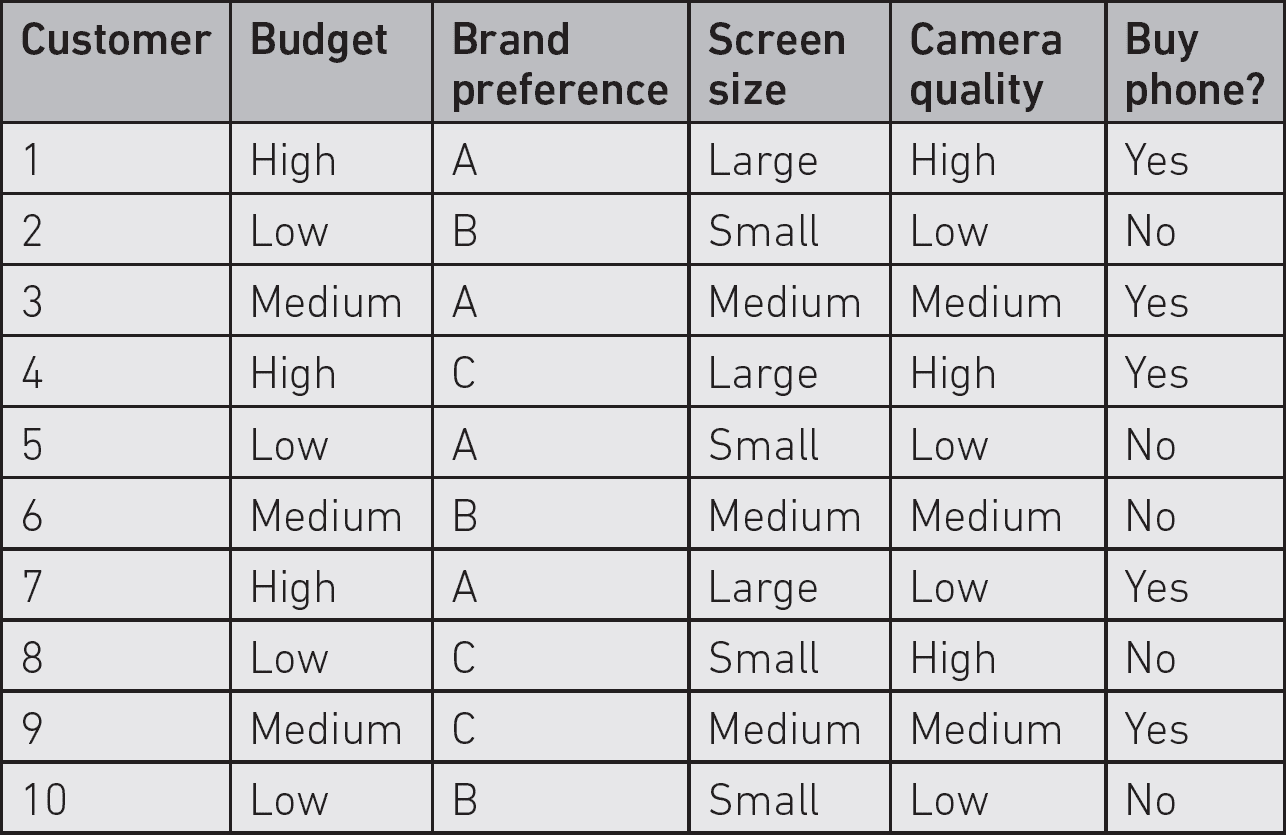 Customer Budget Brand preference Screen size Camera quality Buy phone?
1 High A Large High Yes
2 Low B Small Low No
3 Medium A Medium Medium Yes
4 High C Large High Yes
5 Low A Small Low No
6 Medium B Medium Medium No
7 High A Large Low Yes
8 Low C Small High No
9 Medium C Medium Medium Yes
10 Low B Small Low No